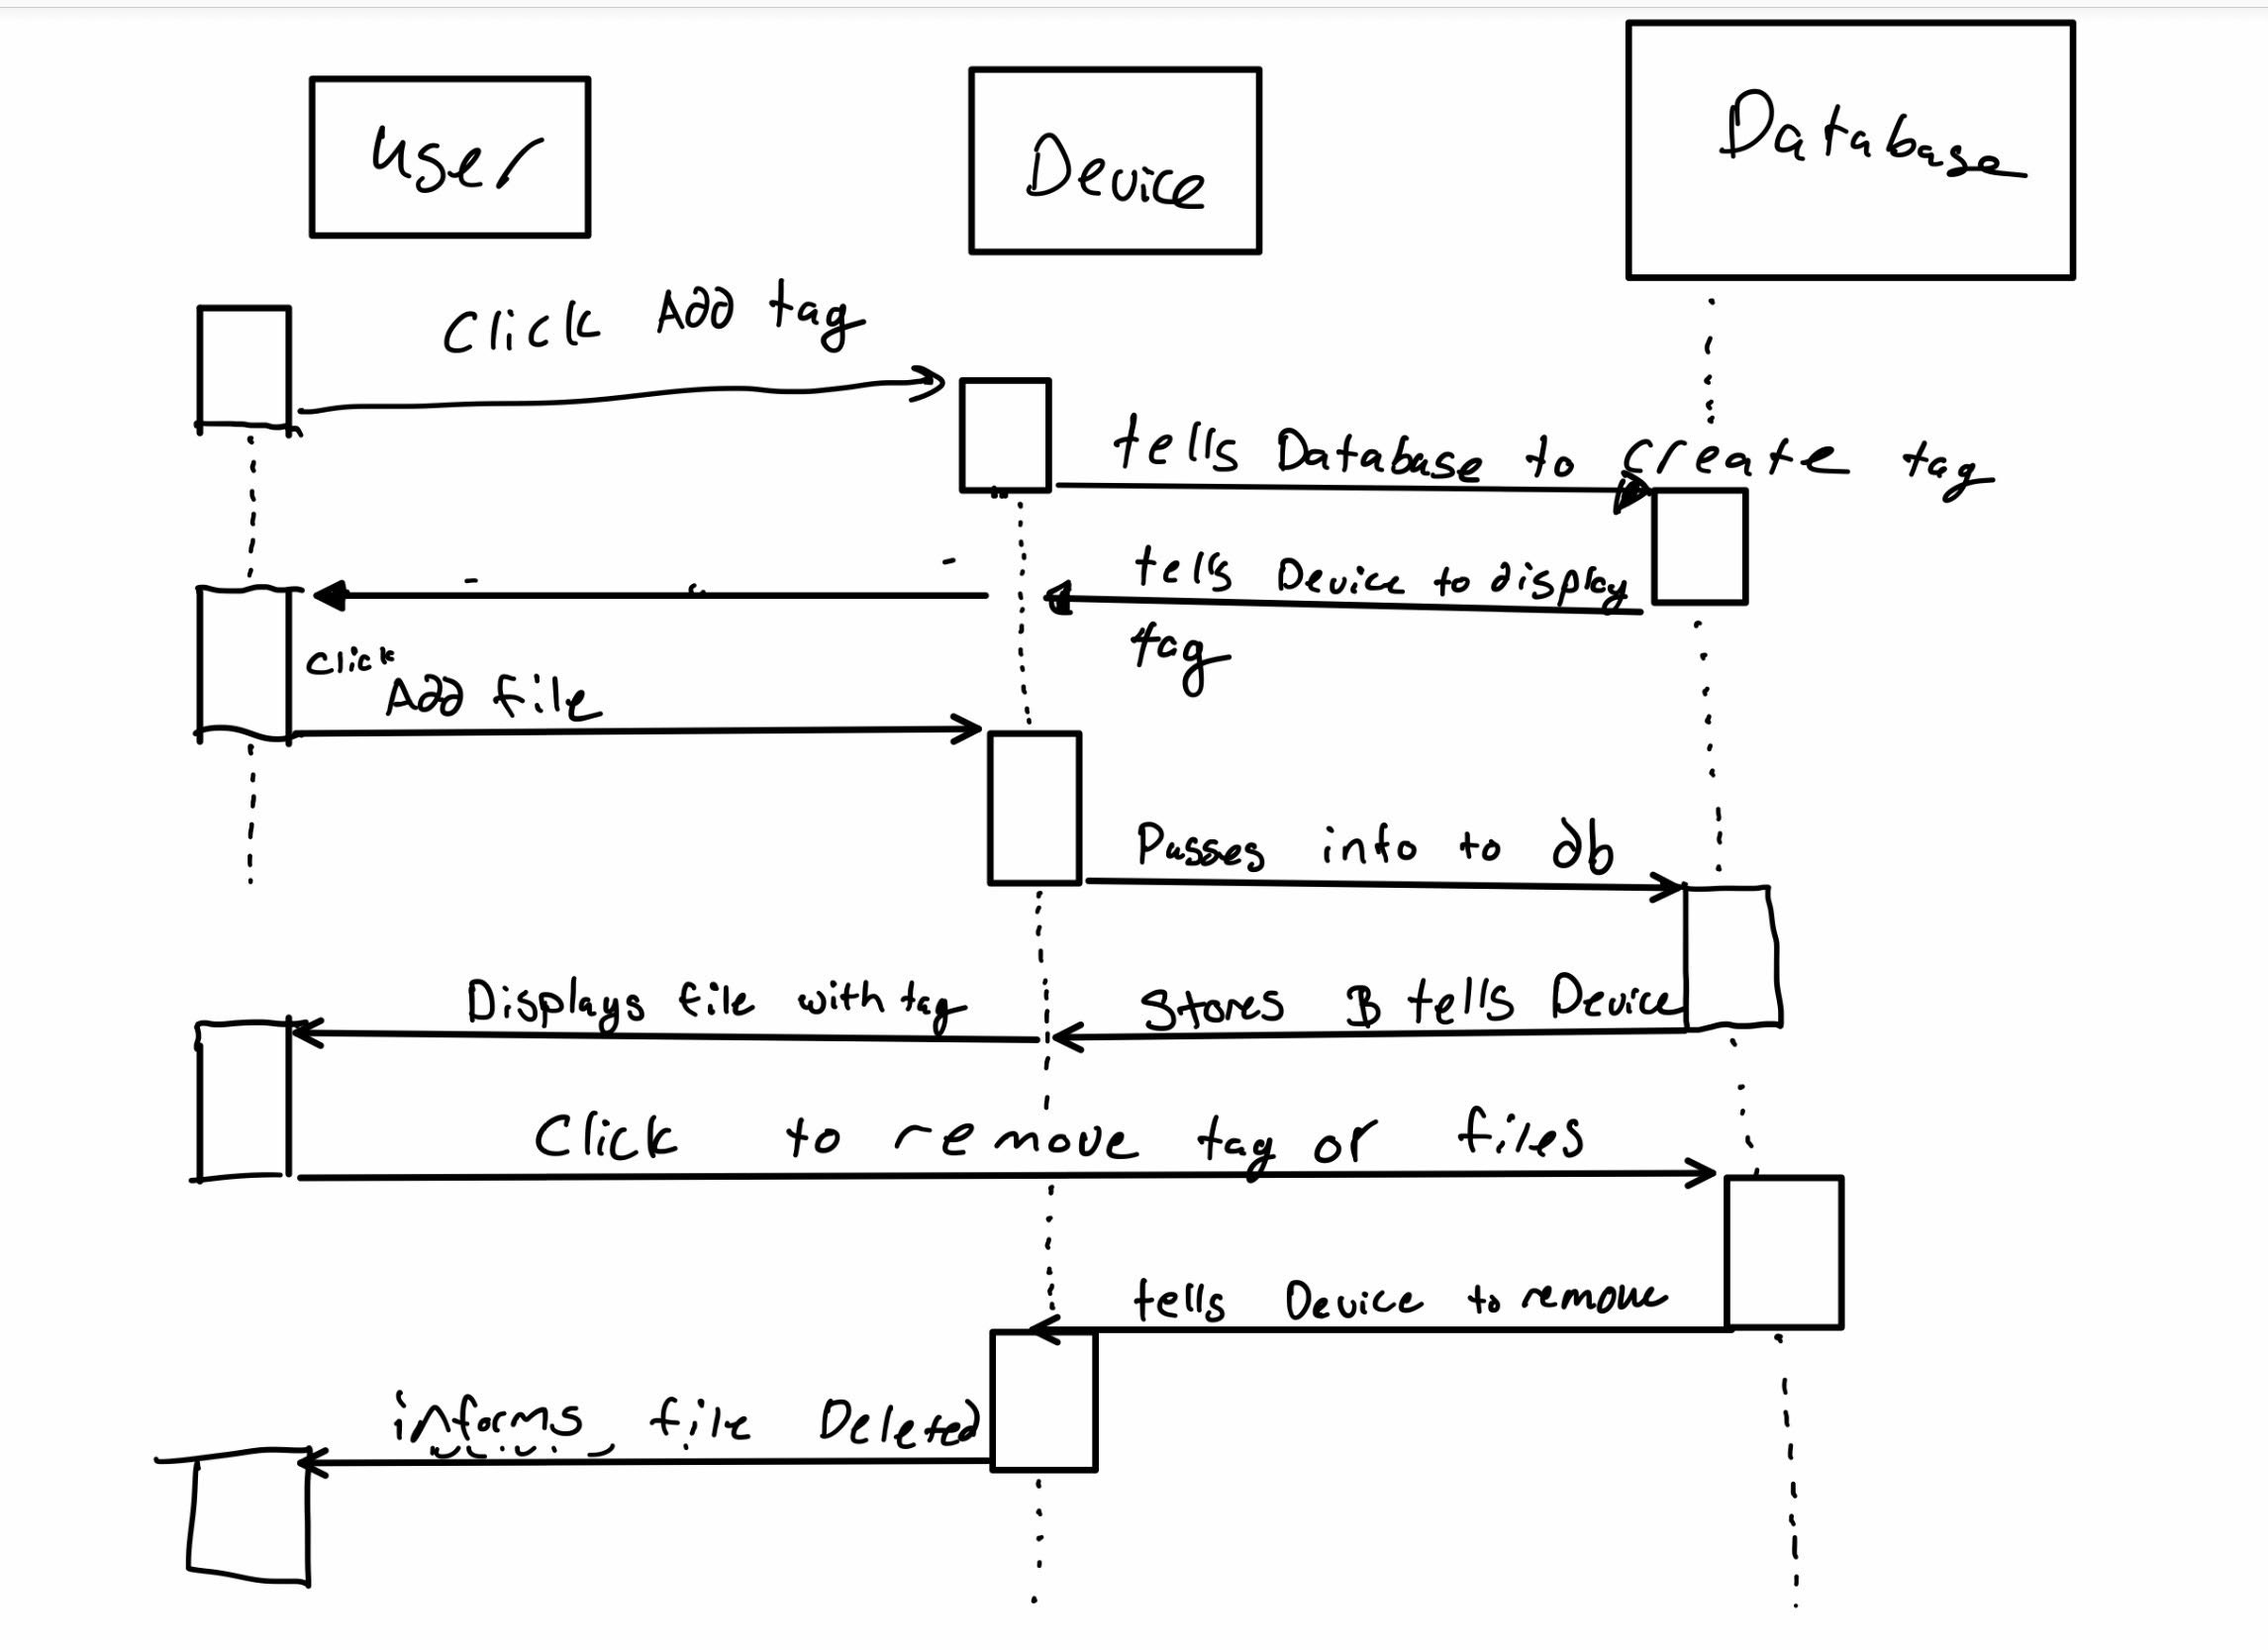 User
Device
Database
Click Add tag
tells Database to create tag
tells Device to display
tag
click
Add file
Passes info to db
Displays file with tag
Stores & tells Device
Click to remove tag or files
tells Device to remove
informs file Deleted